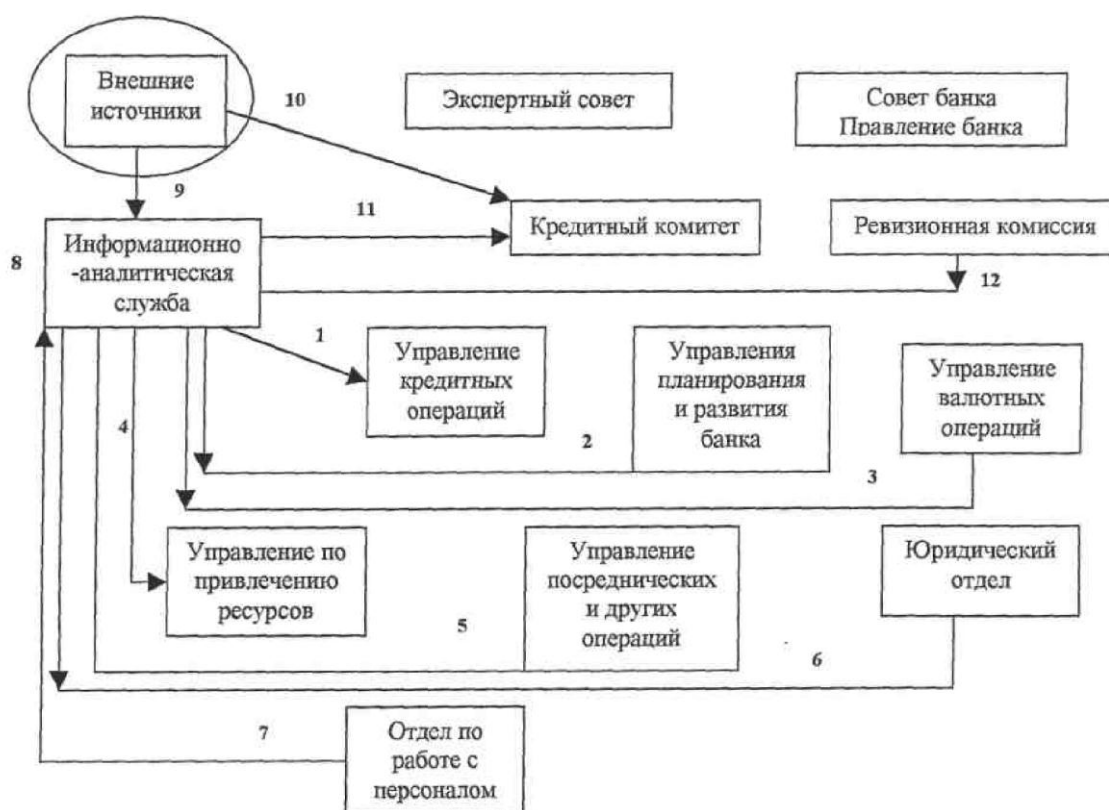 Внешние
источники
10
Экспертный совет
Совет банка
Правление банка
9
11
Кредитный комитет
Ревизионная комиссия
8
Информационно
-аналитическая
служба
12
1
Управление
кредитных
операций
Управления
планирования
и развития
банка
Управление
валютных
операций
4
2
3
Управление по
привлечению
ресурсов
Управление
посреднических
и других
операций
Юридический
отдел
5
6
7
Отдел по
работе с
персоналом